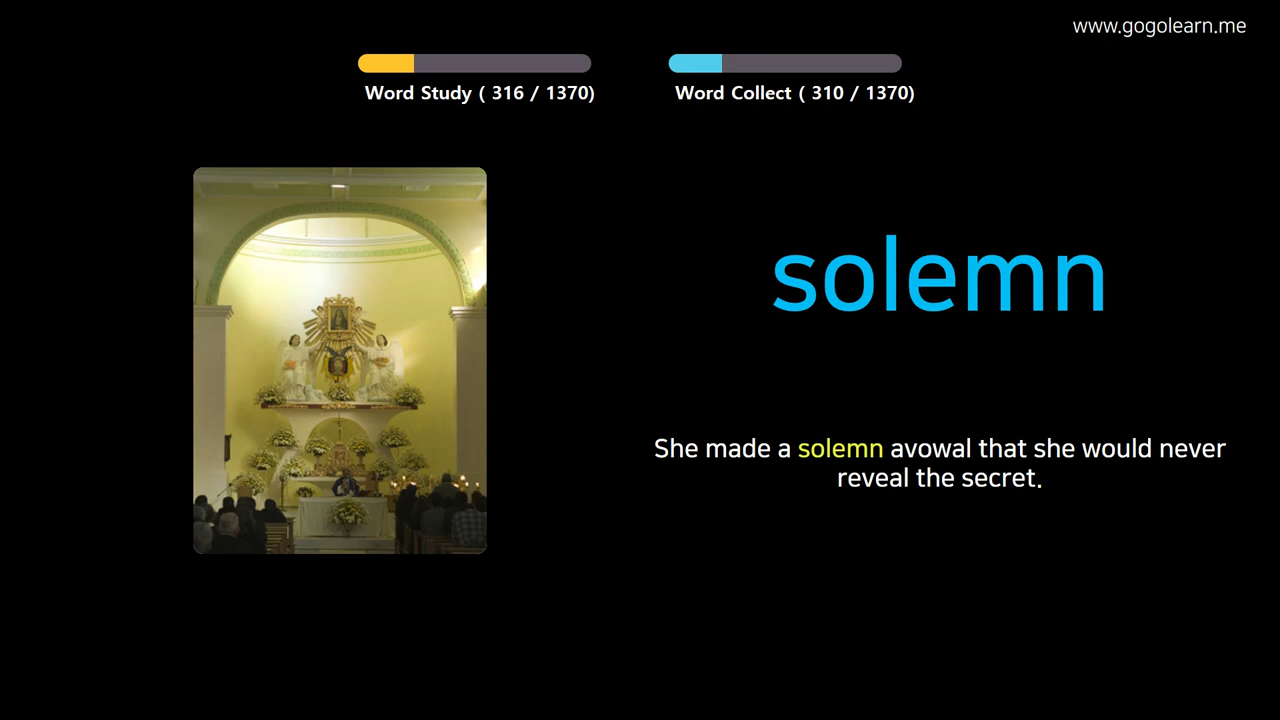 www.gogolearn.me
Word Study ( 316 / 1370)
Word Collect ( 310 / 1370)
solemn
She made a solemn avowal that she would never
reveal the secret.